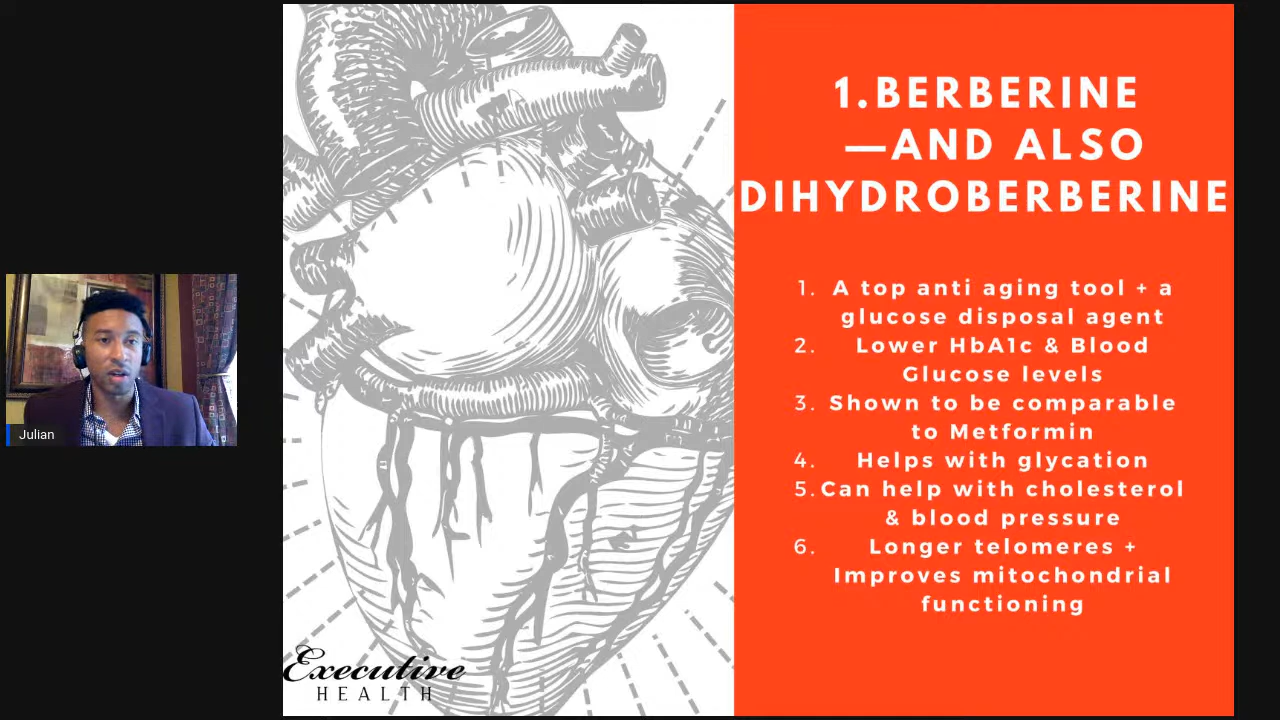 1.BERBERINE
—AND ALSO
DIHYDROBERBERINE
1. A top anti aging tool + a
glucose disposal agent
2. Lower HbA1c & Blood
Glucose levels
3. Shown to be comparable
to Metformin
4. Helps with glycation
5. Can help with cholesterol
& blood pressure
6. Longer telomeres +
Improves mitochondrial
functioning
Julian
Executive
HEALTH